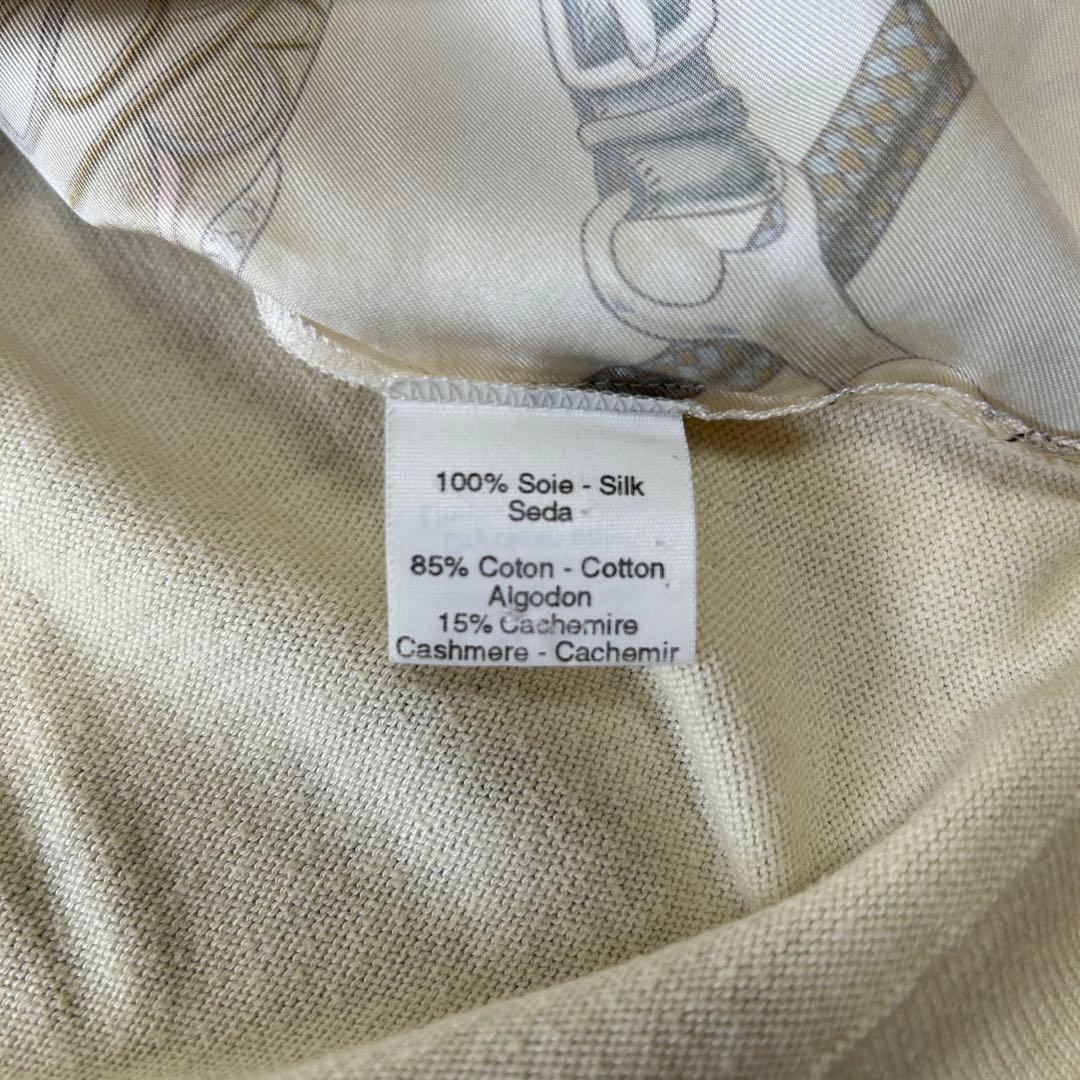 100% Soie - Silk
Seda
85% Coton - Cotton
Algodon
15% Cachemire
Cashmere - Cachemir